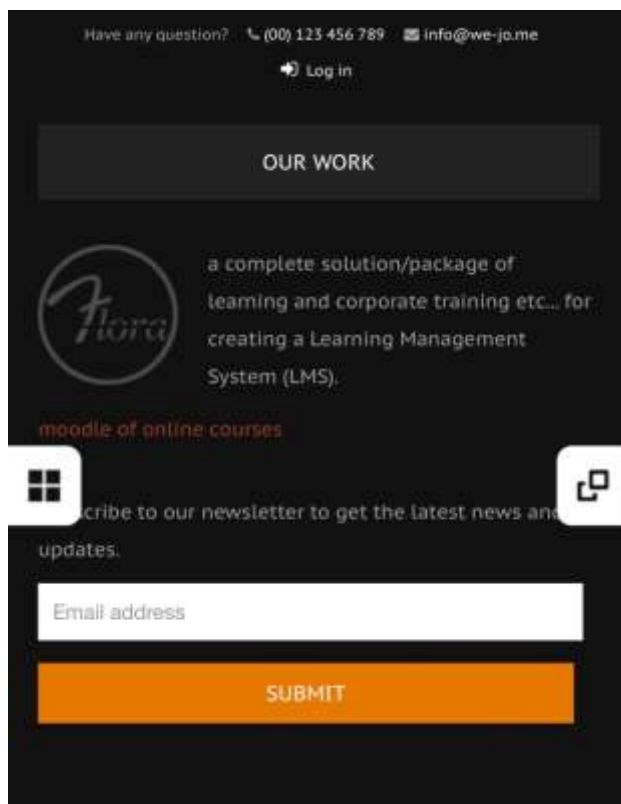 Have any question? (00) 123 456 789 info@we-jo.me
Log in
OUR WORK
Flora
a complete solution/package of
learning and corporate training etc... for
creating a Learning Management
System (LMS).
moodle of online courses
cribe to our newsletter to get the latest news and
updates.
Email address
SUBMIT